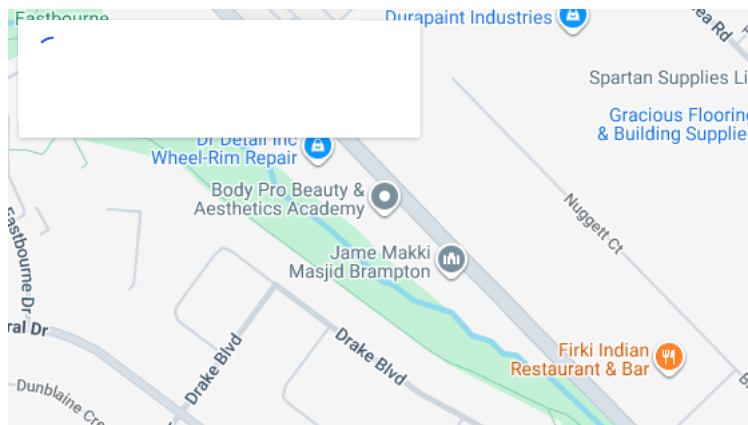 Eastbourne
Durapaint Industries
Spartan Supplies Li
Gracious Flooring
& Building Supplie
Dr Detail Inc
Wheel-Rim Repair
Body Pro Beauty &
Aesthetics Academy
Nuggett Ct
Jame Makki
Masjid Brampton
Eastbourne Dr
ral Dr
Drake Blvd
Drake Blvd
Firki Indian
Restaurant & Bar
Dunblaine Cre